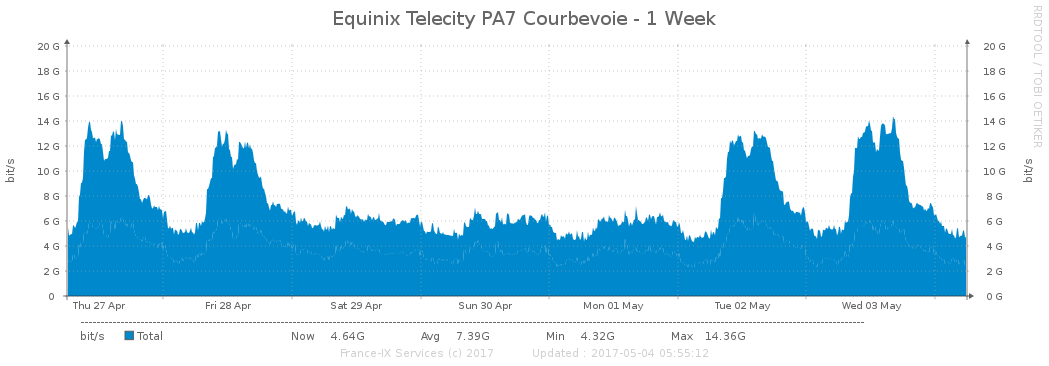 Equinix Telecity PA7 Courbevoie - 1 Week
RRDTOOL / TOBI OETIKER
20 G 20 G
18 G 18 G
16 G 16 G
14 G 14 G
12 G 12 G
10 G 10 G
8 G 8 G
6 G 6 G
4 G 4 G
2 G 2 G
0 0 G
bit/s
bit/s
Thu 27 Apr Fri 28 Apr Sat 29 Apr Sun 30 Apr Mon 01 May Tue 02 May Wed 03 May
bit/s Total Now 4.64G Avg 7.39G Min 4.32G Max 14.36G
France-IX Services (c) 2017 Updated : 2017-05-04 05:55:12